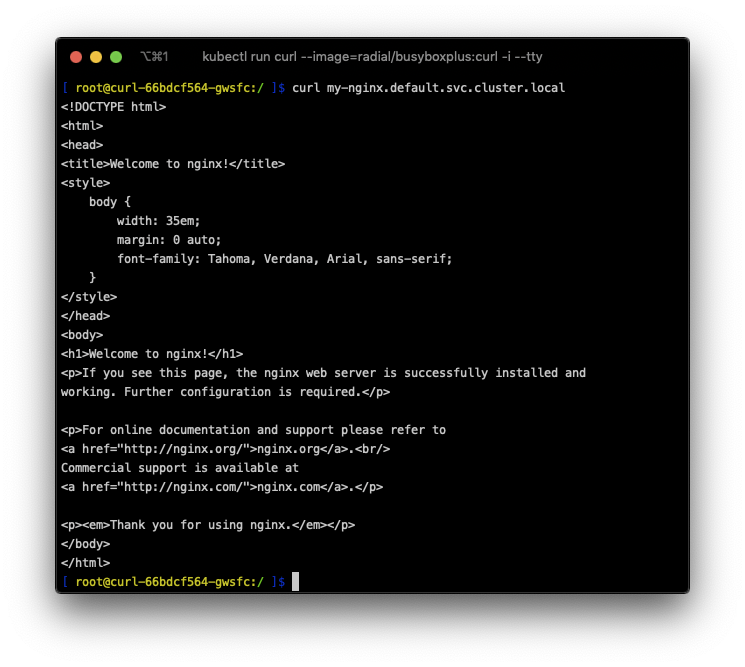 ⌥⌘1 kubectl run curl --image=radial/busyboxplus:curl -i --tty
[ root@curl-66bdcf564-gwsfc:/ ]$ curl my-nginx.default.svc.cluster.local
<!DOCTYPE html>
<html>
<head>
<title>Welcome to nginx!</title>
<style>
    body {
        width: 35em;
        margin: 0 auto;
        font-family: Tahoma, Verdana, Arial, sans-serif;
    }
</style>
</head>
<body>
<h1>Welcome to nginx!</h1>
<p>If you see this page, the nginx web server is successfully installed and
working. Further configuration is required.</p>

<p>For online documentation and support please refer to
<a href="http://nginx.org/">nginx.org</a>.<br/>
Commercial support is available at
<a href="http://nginx.com/">nginx.com</a>.</p>

<p><em>Thank you for using nginx.</em></p>
</body>
</html>
[ root@curl-66bdcf564-gwsfc:/ ]$